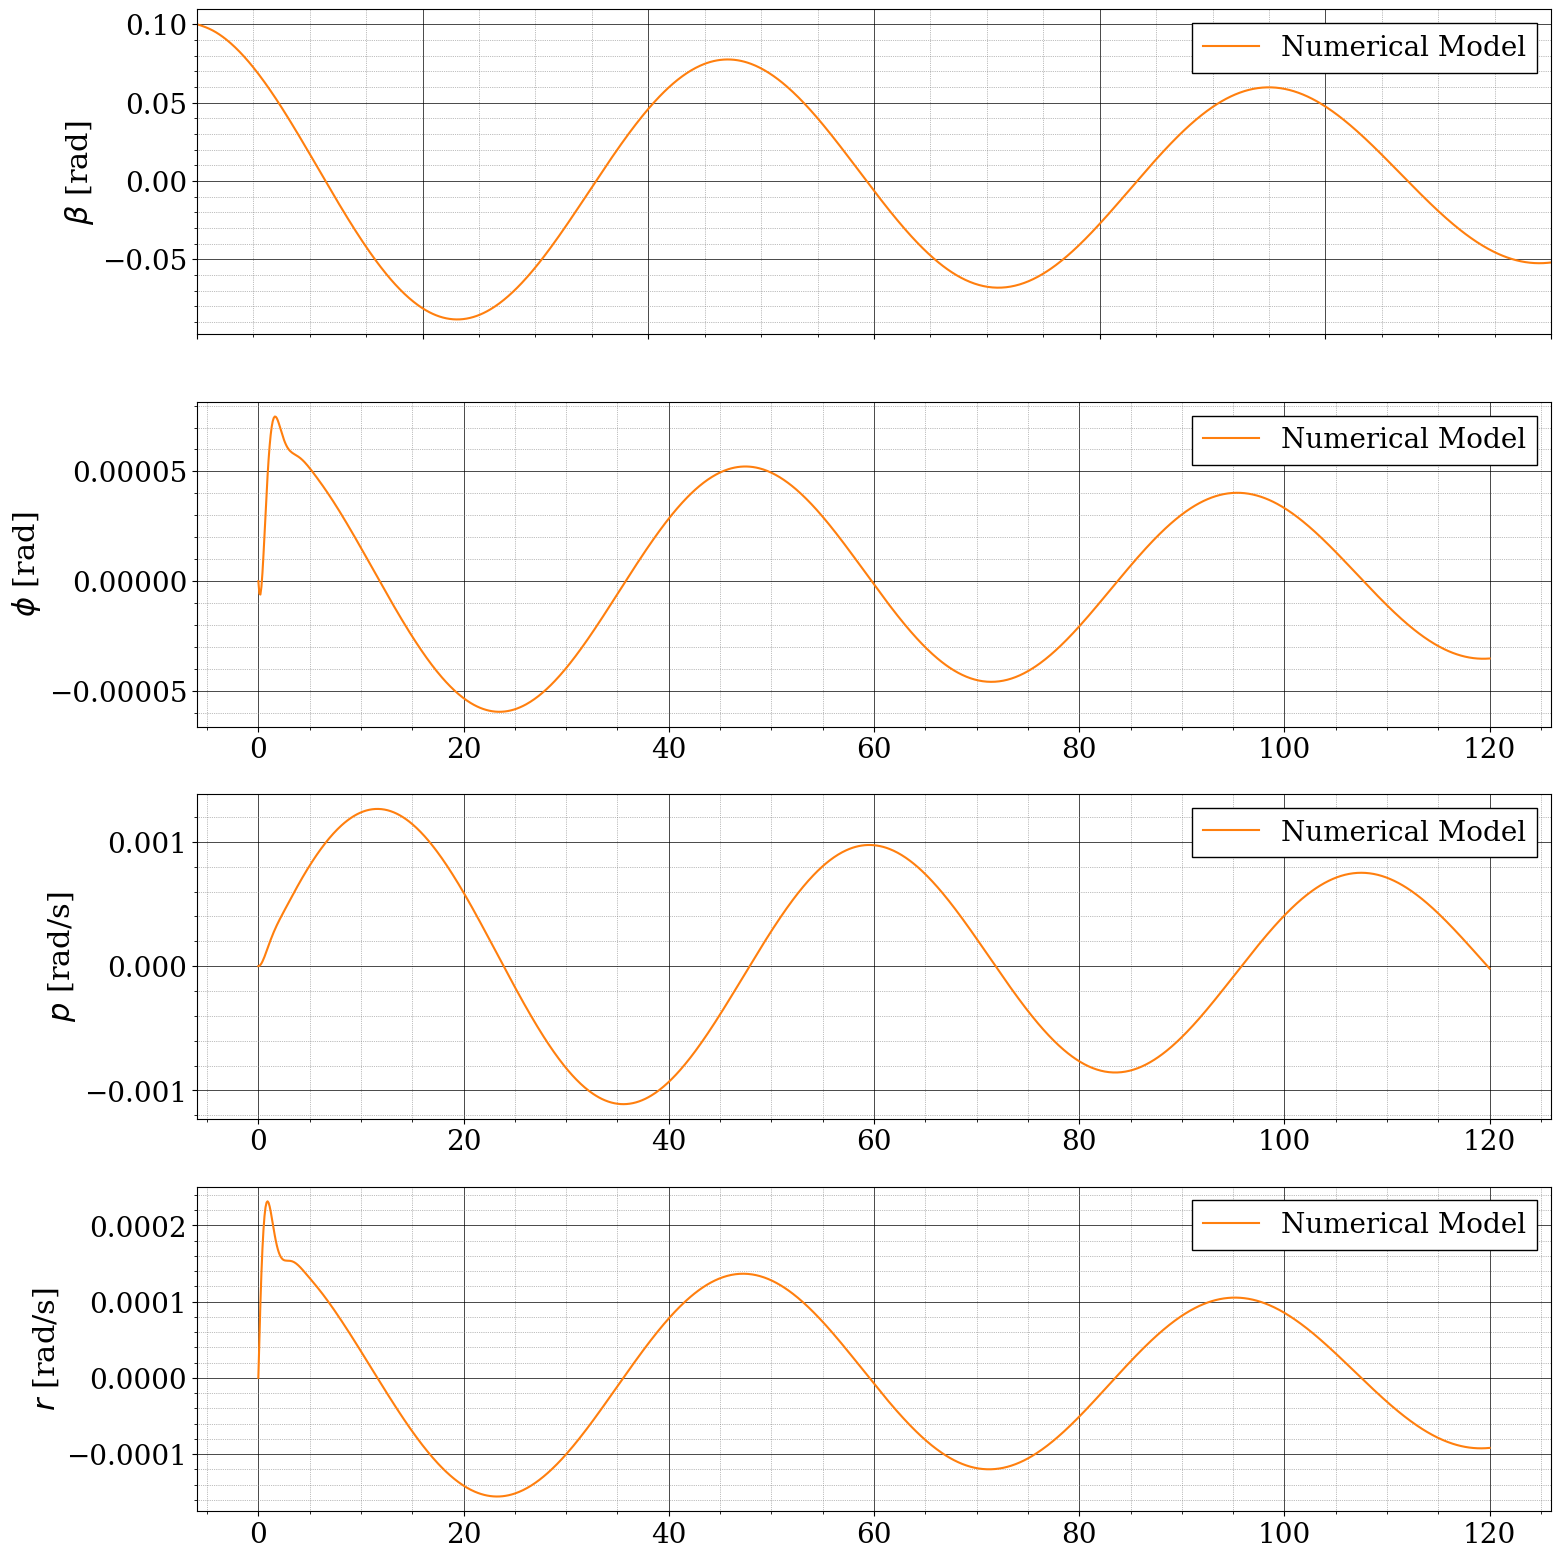 0.10
0.05
0.00
−0.05
β [rad]
Numerical Model
0.00005
0.00000
−0.00005
ϕ [rad]
Numerical Model
0 20 40 60 80 100 120
0.001
0.000
−0.001
p [rad/s]
Numerical Model
0 20 40 60 80 100 120
0.0002
0.0001
0.0000
−0.0001
r [rad/s]
Numerical Model
0 20 40 60 80 100 120